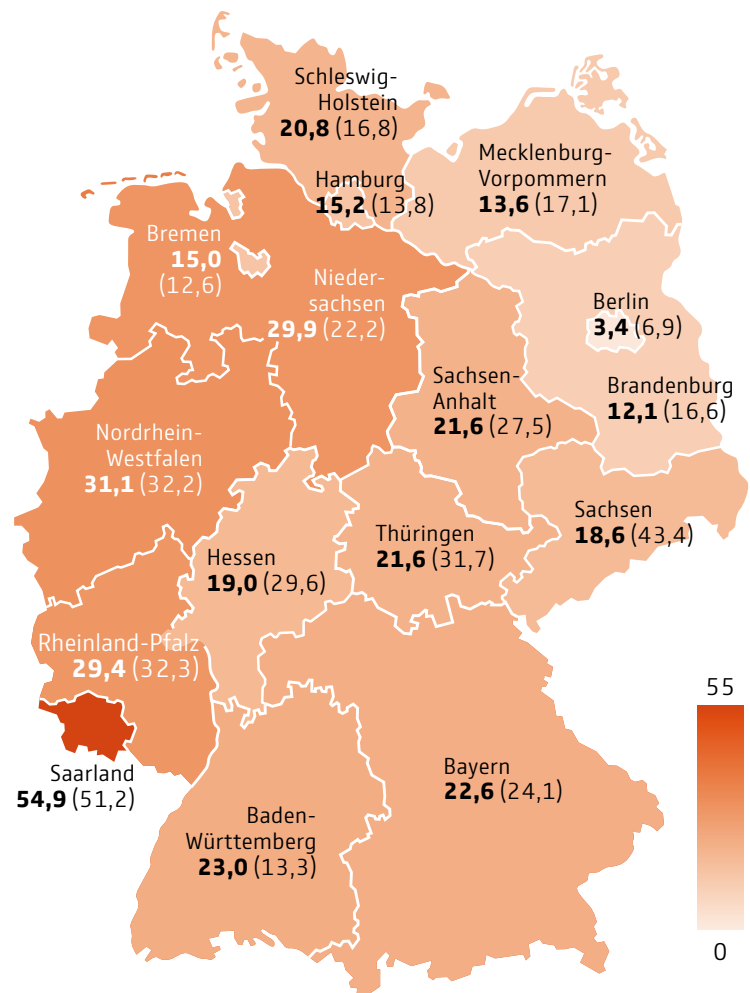 Schleswig-
Holstein
20,8 (16,8)
Mecklenburg-
Vorpommern
13,6 (17,1)
Hamburg
15,2 (13,8)
Bremen
15,0
(12,6)
Nieder-
sachsen
29,9 (22,2)
Berlin
3,4 (6,9)
Brandenburg
12,1 (16,6)
Sachsen-
Anhalt
21,6 (27,5)
Nordrhein-
Westfalen
31,1 (32,2)
Sachsen
18,6 (43,4)
Thüringen
21,6 (31,7)
Hessen
19,0 (29,6)
Rheinland-Pfalz
29,4 (32,3)
Saarland
54,9 (51,2)
Bayern
22,6 (24,1)
Baden-
Württemberg
23,0 (13,3)
55
0